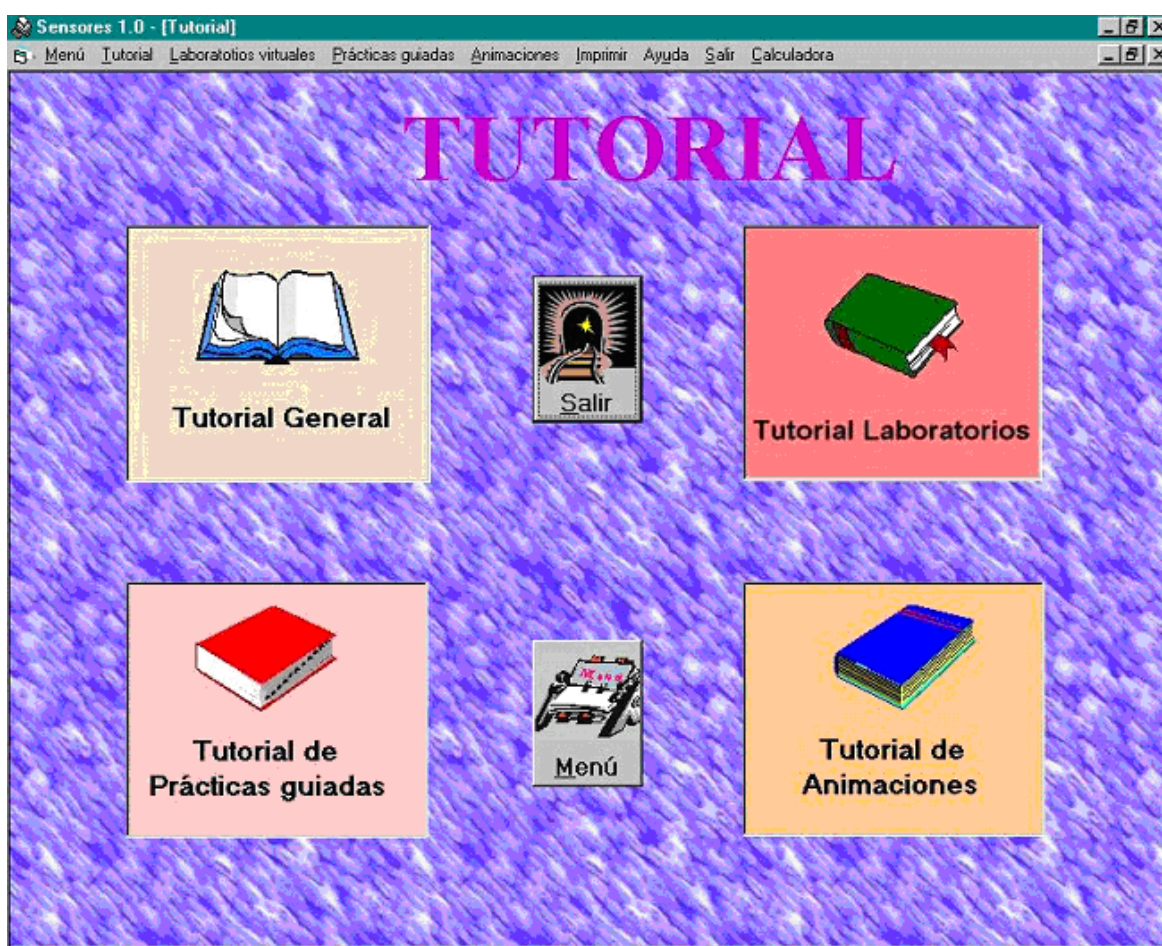 Sensores 1.0 - [Tutorial]
Menú Tutorial Laboratotios virtuales Prácticas guiadas Animaciones Imprimir Ayuda Salir Calculadora
TUTORIAL
Tutorial General
Salir
Tutorial Laboratorios
Tutorial de
Prácticas guiadas
Menu
Menú
Tutorial de
Animaciones